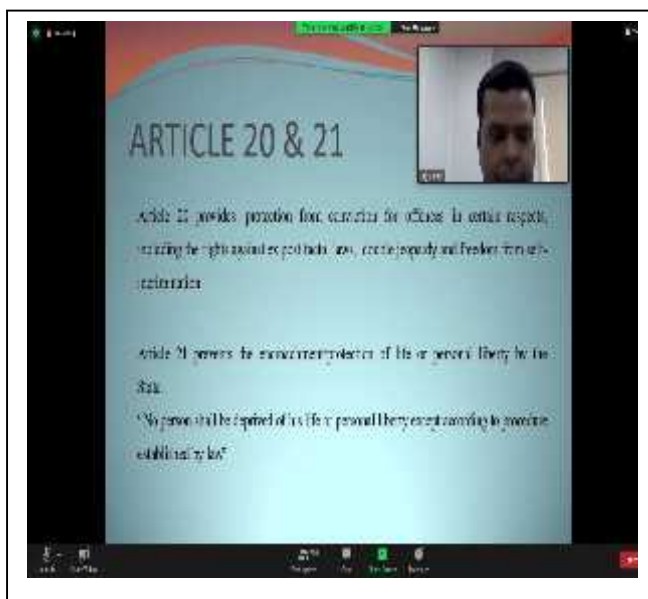 ARTICLE 20 & 21
Article 20 provides protection from conviction for offences in certain respects,
including the rights against ex post facto laws, double jeopardy and freedom from self-
incrimination
Article 21 prevents the encroachment/protection of life or personal liberty by the
State.
"No person shall be deprived of his life or personal liberty except according to procedure
established by law"